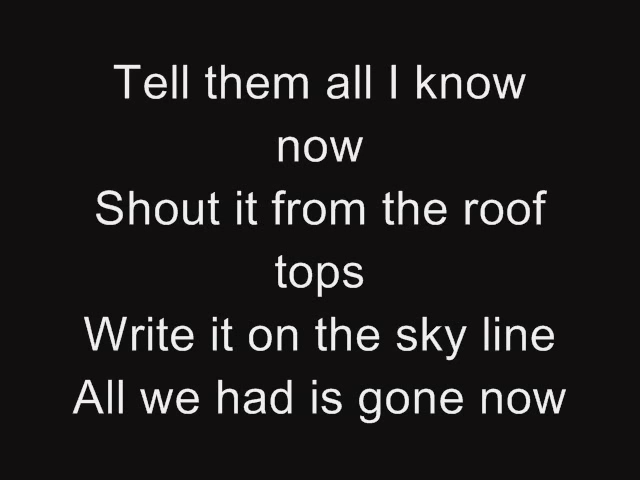 Tell them all I know
now
Shout it from the roof
tops
Write it on the sky line
All we had is gone now